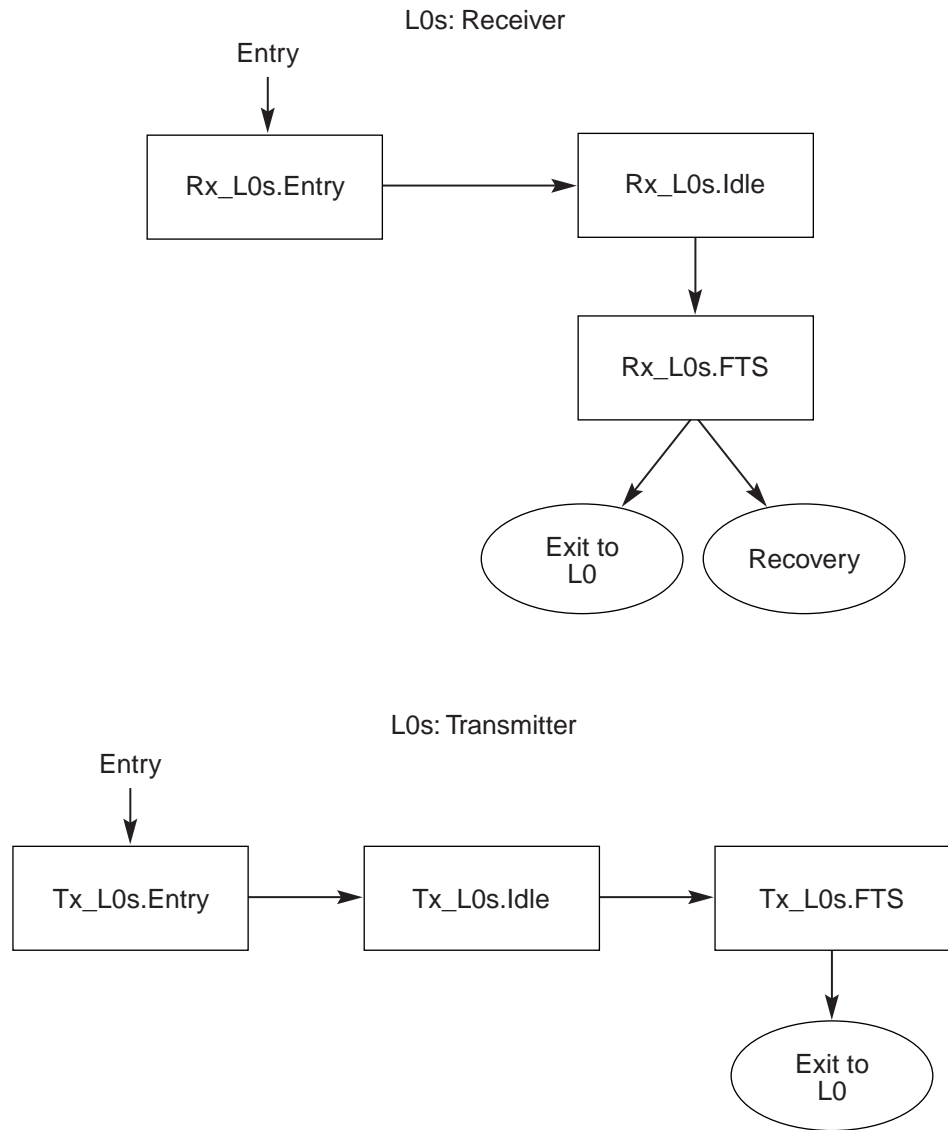 L0s: Receiver
Entry
Rx_L0s.Entry
Rx_L0s.Idle
Rx_L0s.FTS
Exit to
L0
Recovery
L0s: Transmitter
Entry
Tx_L0s.Entry
Tx_L0s.Idle
Tx_L0s.FTS
Exit to
L0